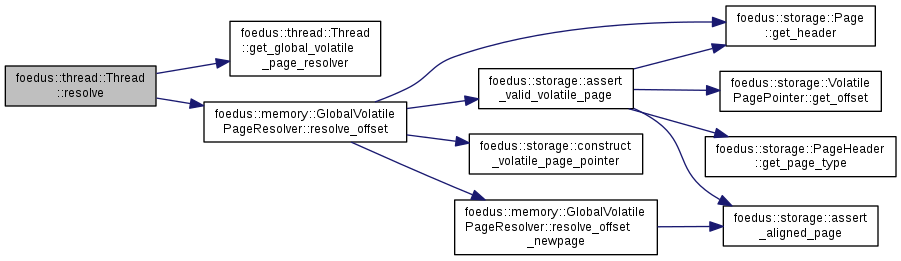 foedus::thread::Thread
::resolve
foedus::thread::Thread
::get_global_volatile
_page_resolver
foedus::memory::GlobalVolatile
PageResolver::resolve_offset
foedus::storage::assert
_valid_volatile_page
foedus::storage::construct
_volatile_page_pointer
foedus::memory::GlobalVolatile
PageResolver::resolve_offset
_newpage
foedus::storage::Page
::get_header
foedus::storage::Volatile
PagePointer::get_offset
foedus::storage::PageHeader
::get_page_type
foedus::storage::assert
_aligned_page